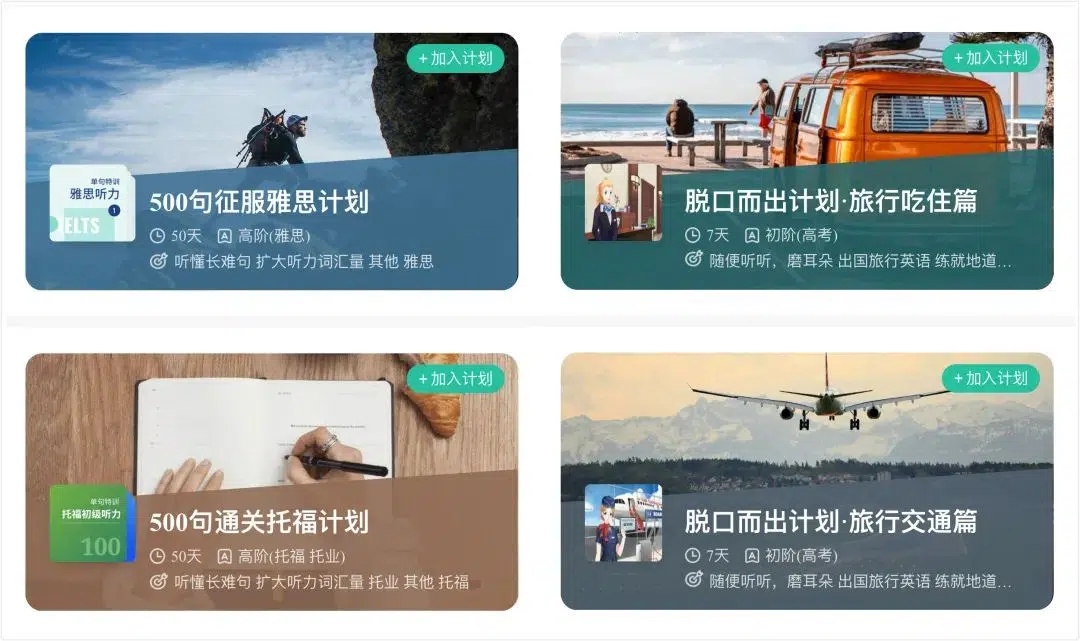 + 加入计划
单句特训
雅思听力
1
ELTS
500句征服雅思计划
50天 A 高阶(雅思)
听懂长难句 扩大听力词汇量 其他 雅思
+ 加入计划
脱口而出计划·旅行吃住篇
7天 A 初阶(高考)
随便听听，磨耳朵 出国旅行英语 练就地道...
+ 加入计划
单句特训
托福初级听力
100
500句通关托福计划
50天 A 高阶(托福 托业)
听懂长难句 扩大听力词汇量 托业 其他 托福
+ 加入计划
脱口而出计划·旅行交通篇
7天 A 初阶(高考)
随便听听，磨耳朵 出国旅行英语 练就地道...